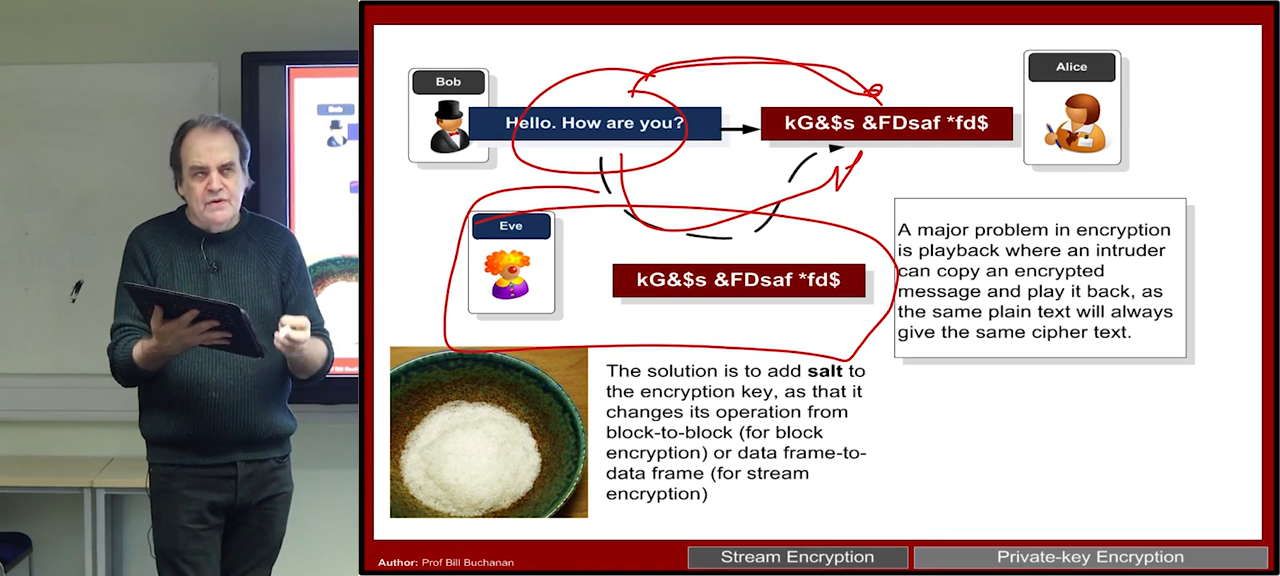 Bob
Hello. How are you?
kG&$s &FDsaf *fd$
Alice
Eve
kG&$s &FDsaf *fd$
A major problem in encryption
is playback where an intruder
can copy an encrypted
message and play it back, as
the same plain text will always
give the same cipher text.
The solution is to add salt to
the encryption key, as that it
changes its operation from
block-to-block (for block
encryption) or data frame-to-
data frame (for stream
encryption)
Author: Prof Bill Buchanan
Stream Encryption
Private-key Encryption